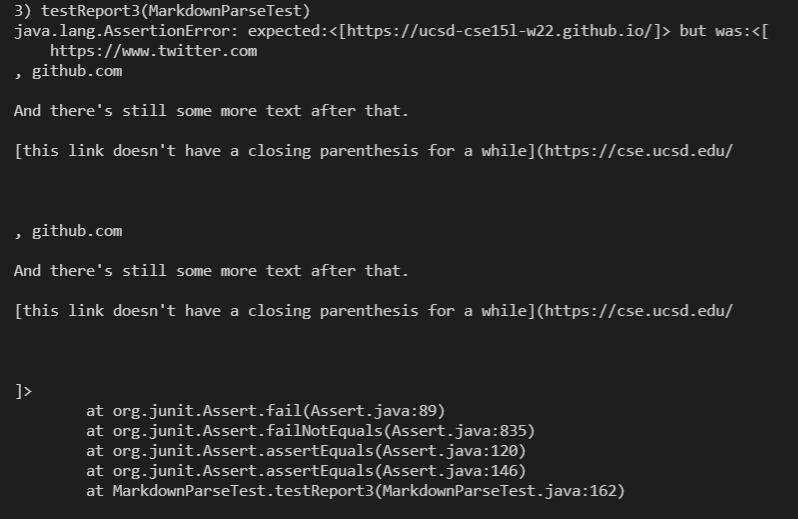 3) testReport3(MarkdownParseTest)
java.lang.AssertionError: expected:<[https://ucsd-cse15l-w22.github.io/]> but was:<[
    https://www.twitter.com
, github.com

And there's still some more text after that.

[this link doesn't have a closing parenthesis for a while](https://cse.ucsd.edu/



, github.com

And there's still some more text after that.

[this link doesn't have a closing parenthesis for a while](https://cse.ucsd.edu/



]>
        at org.junit.Assert.fail(Assert.java:89)
        at org.junit.Assert.failNotEquals(Assert.java:835)
        at org.junit.Assert.assertEquals(Assert.java:120)
        at org.junit.Assert.assertEquals(Assert.java:146)
        at MarkdownParseTest.testReport3(MarkdownParseTest.java:162)